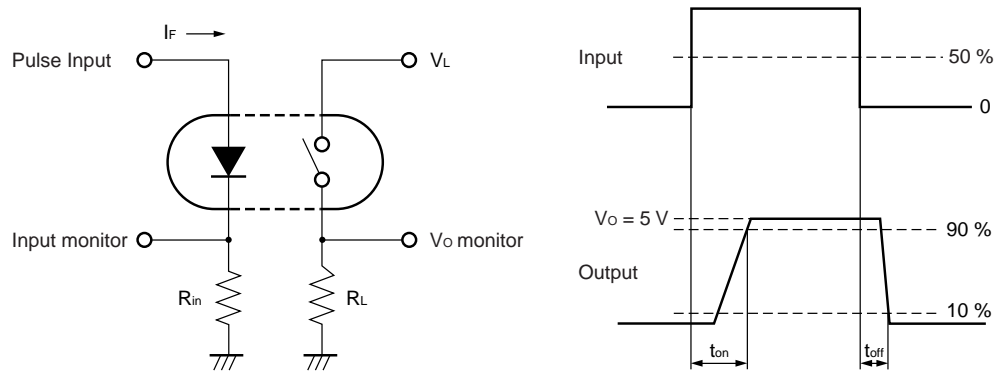 IF
Pulse Input
VL
Input monitor
VO monitor
Rin
RL
Input
50 %
0
VO = 5 V
90 %
Output
10 %
ton
toff